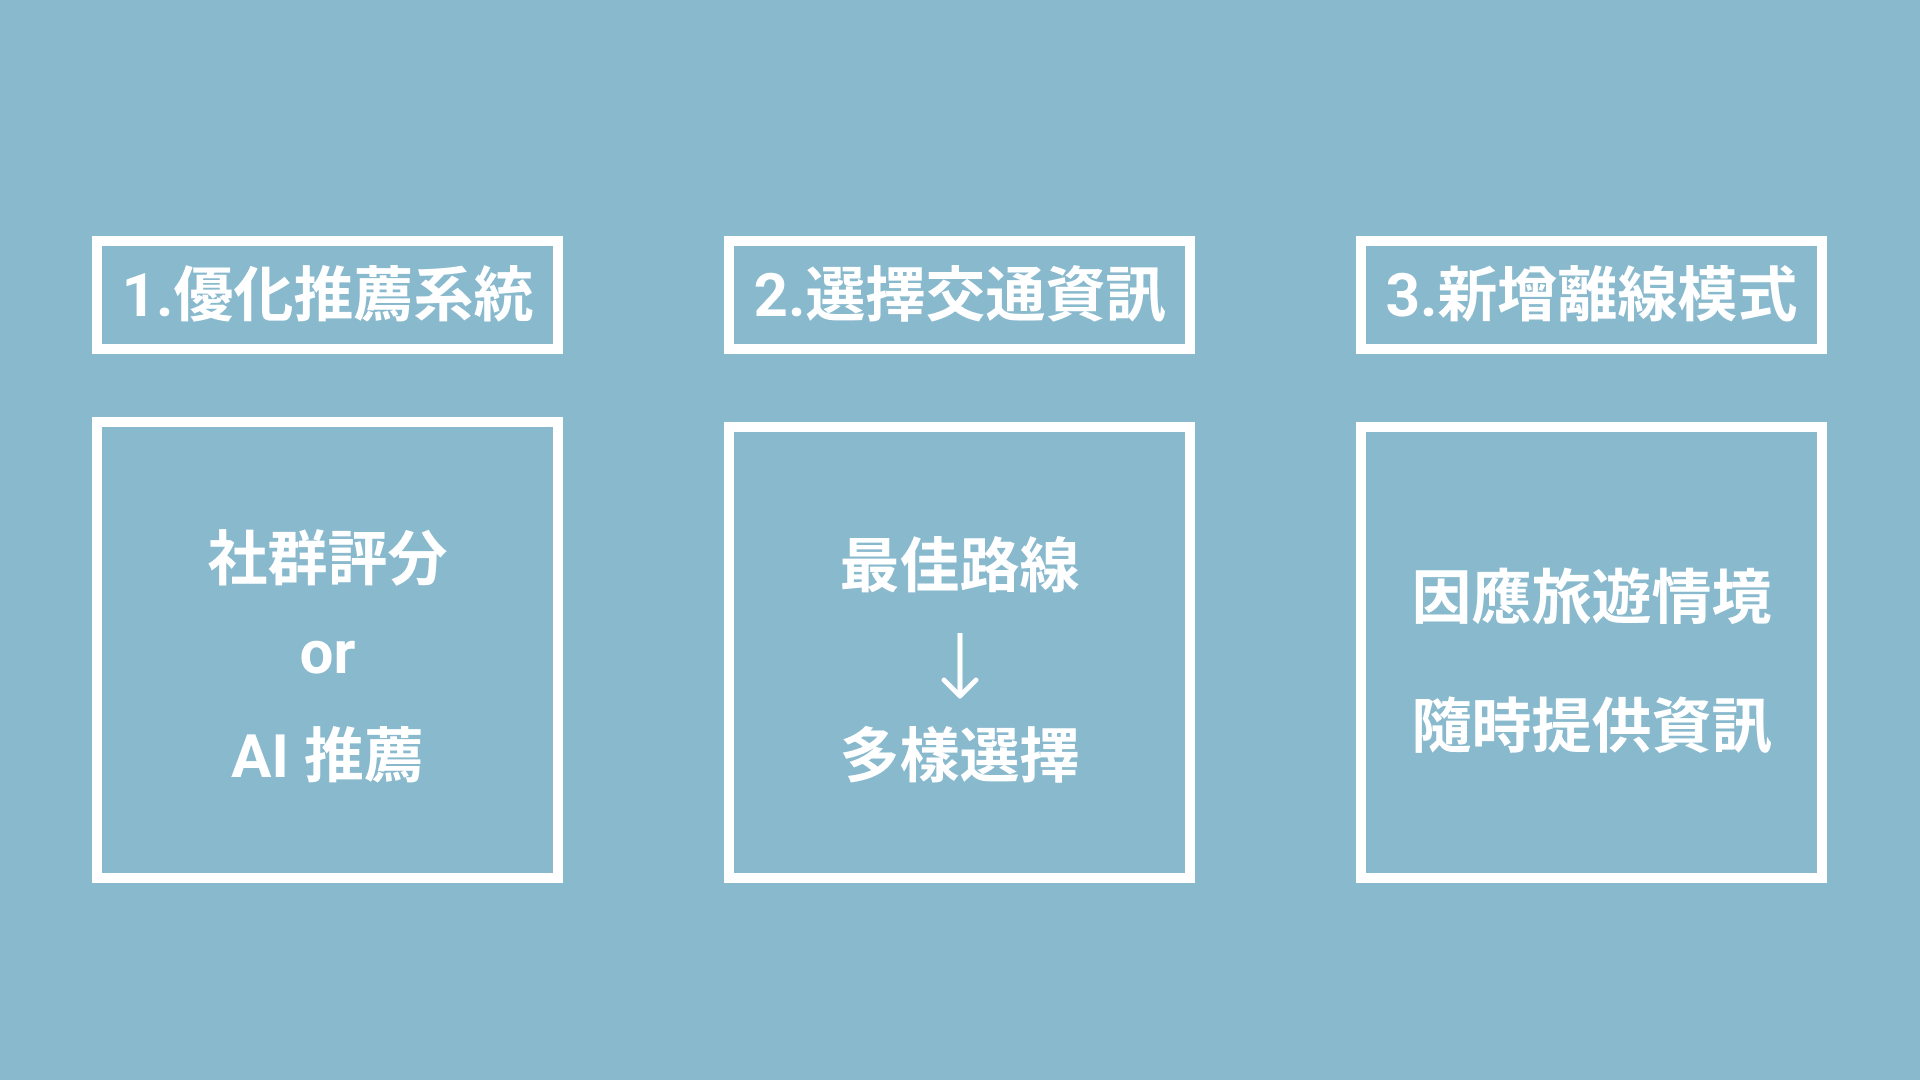 1.優化推薦系統
社群評分
or
AI 推薦
2.選擇交通資訊
最佳路線
↓
多樣選擇
3.新增離線模式
因應旅遊情境
隨時提供資訊